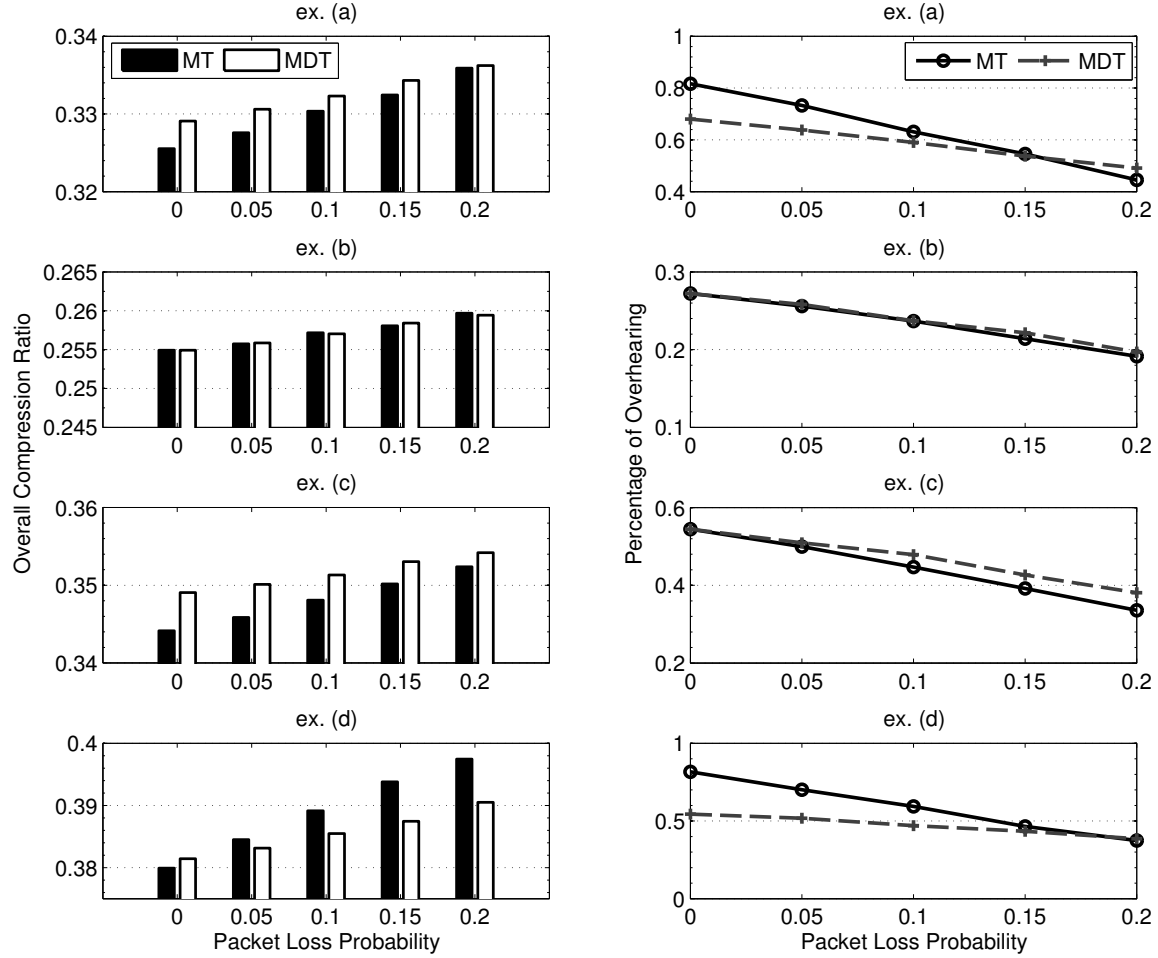 ex. (a)
0.34
0.33
0.32
MT MDT
0 0.05 0.1 0.15 0.2
ex. (b)
0.265
0.26
0.255
0.25
0.245
0 0.05 0.1 0.15 0.2
ex. (c)
0.36
0.35
0.34
0 0.05 0.1 0.15 0.2
ex. (d)
0.4
0.39
0.38
0 0.05 0.1 0.15 0.2
Packet Loss Probability
Overall Compression Ratio
ex. (a)
1
0.8
0.6
0.4
MT MDT
0 0.05 0.1 0.15 0.2
ex. (b)
0.3
0.2
0.1
0 0.05 0.1 0.15 0.2
ex. (c)
0.6
0.4
0.2
0 0.05 0.1 0.15 0.2
ex. (d)
1
0.5
0
0 0.05 0.1 0.15 0.2
Packet Loss Probability
Percentage of Overhearing